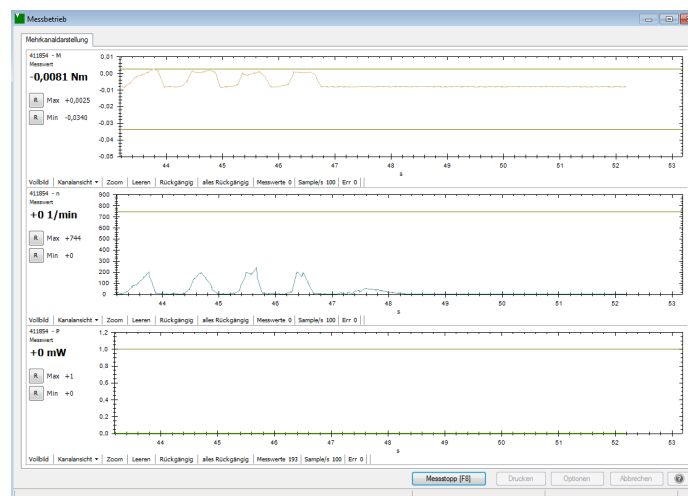 Messbetrieb
Mehrkanaldarstellung
411854 - M
Messwert
-0,0081 Nm
R Max +0,0025
R Min -0,0340
0,01
0,00
-0,01
-0,02
-0,03
-0,04
-0,05
44 45 46 47 48 49 50 51 52 53
s
Vollbild Kanalansicht Zoom Leeren Rückgängig alles Rückgängig Messwerte 0 Sample/s 100 Err 0
411854 - n
Messwert
+0 1/min
R Max +744
R Min +0
900
800
700
600
500
400
300
200
100
0
44 45 46 47 48 49 50 51 52 53
s
Vollbild Kanalansicht Zoom Leeren Rückgängig alles Rückgängig Messwerte 0 Sample/s 100 Err 0
411854 - P
Messwert
+0 mW
R Max +1
R Min +0
1,2
1,0
0,8
0,6
0,4
0,2
0,0
44 45 46 47 48 49 50 51 52 53
s
Vollbild Kanalansicht Zoom Leeren Rückgängig alles Rückgängig Messwerte 193 Sample/s 100 Err 0
Messstopp [F8] Drucken Optionen Abbrechen ?